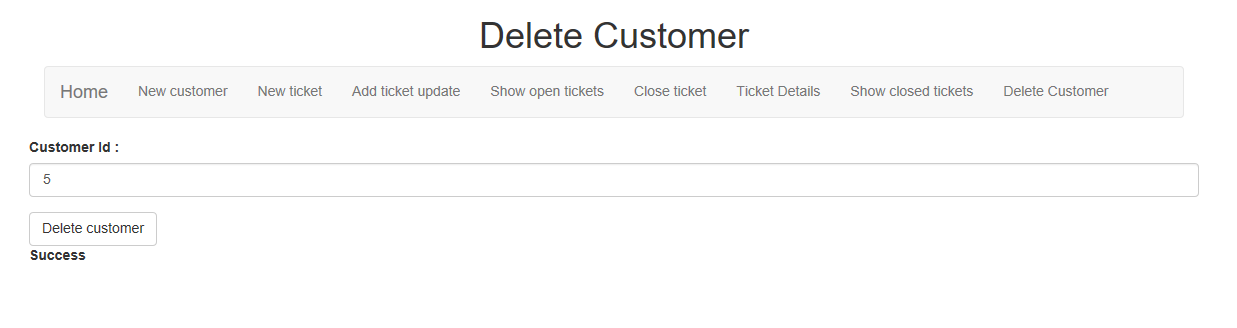 Delete Customer
Home New customer New ticket Add ticket update Show open tickets Close ticket Ticket Details Show closed tickets Delete Customer
Customer Id :
5
Delete customer
Success